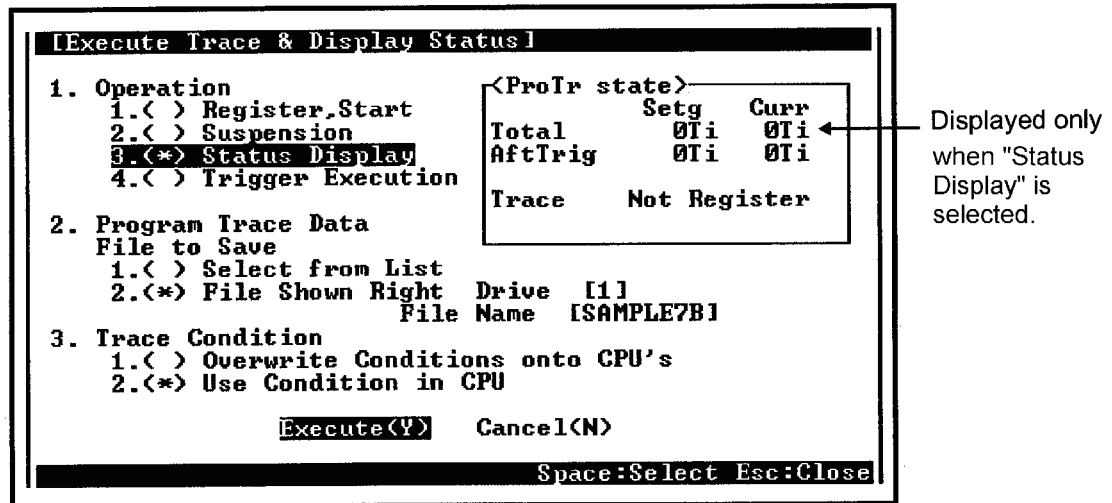 [Execute Trace & Display Status]
1. Operation
1.( ) Register,Start
2.( ) Suspension
3.(*) Status Display
4.( ) Trigger Execution
<ProTr state>
Setg Curr
Total 0Ti 0Ti
AftTrig 0Ti 0Ti
Trace Not Register
Displayed only
when "Status
Display" is
selected.
2. Program Trace Data
File to Save
1.( ) Select from List
2.(*) File Shown Right Drive [1]
File Name [SAMPLE7B]
3. Trace Condition
1.( ) Overwrite Conditions onto CPU's
2.(*) Use Condition in CPU
Execute(Y) Cancel(N)
Space:Select Esc:Close